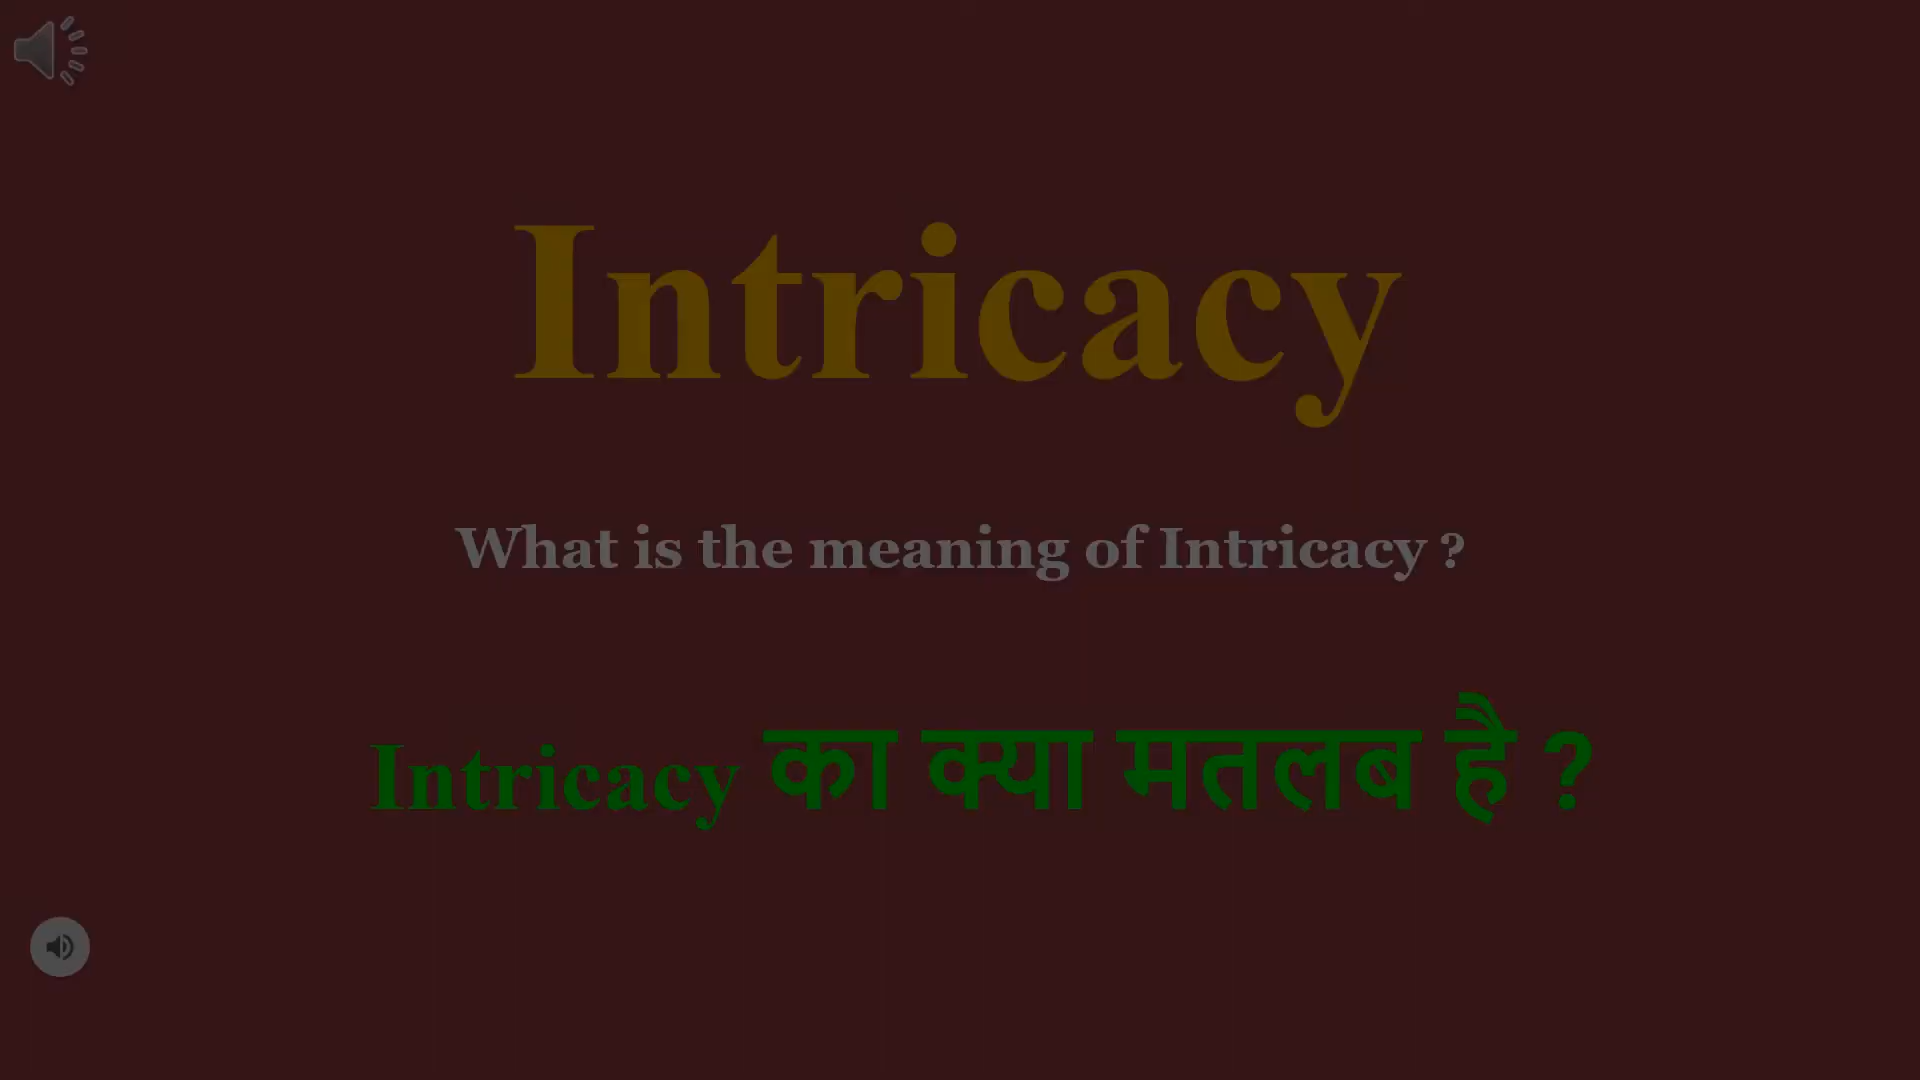 Intricacy
What is the meaning of Intricacy ?
Intricacy का क्या मतलब है ?